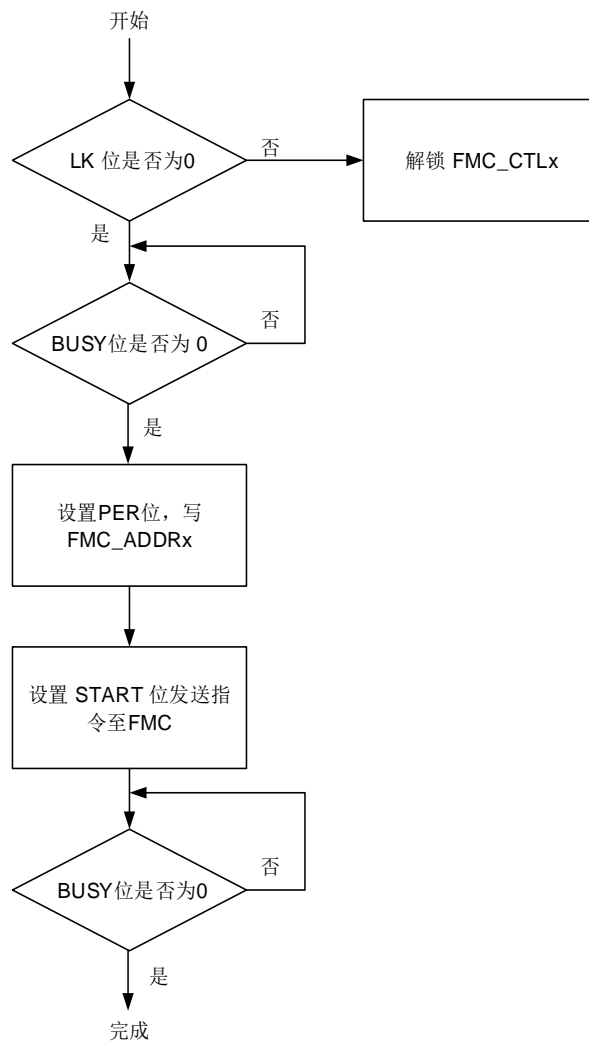 开始
LK 位是否为0
否
解锁 FMC_CTLx
是
BUSY位是否为 0
否
是
设置PER位，写
FMC_ADDRx
设置 START 位发送指
令至FMC
BUSY位是否为0
否
是
完成